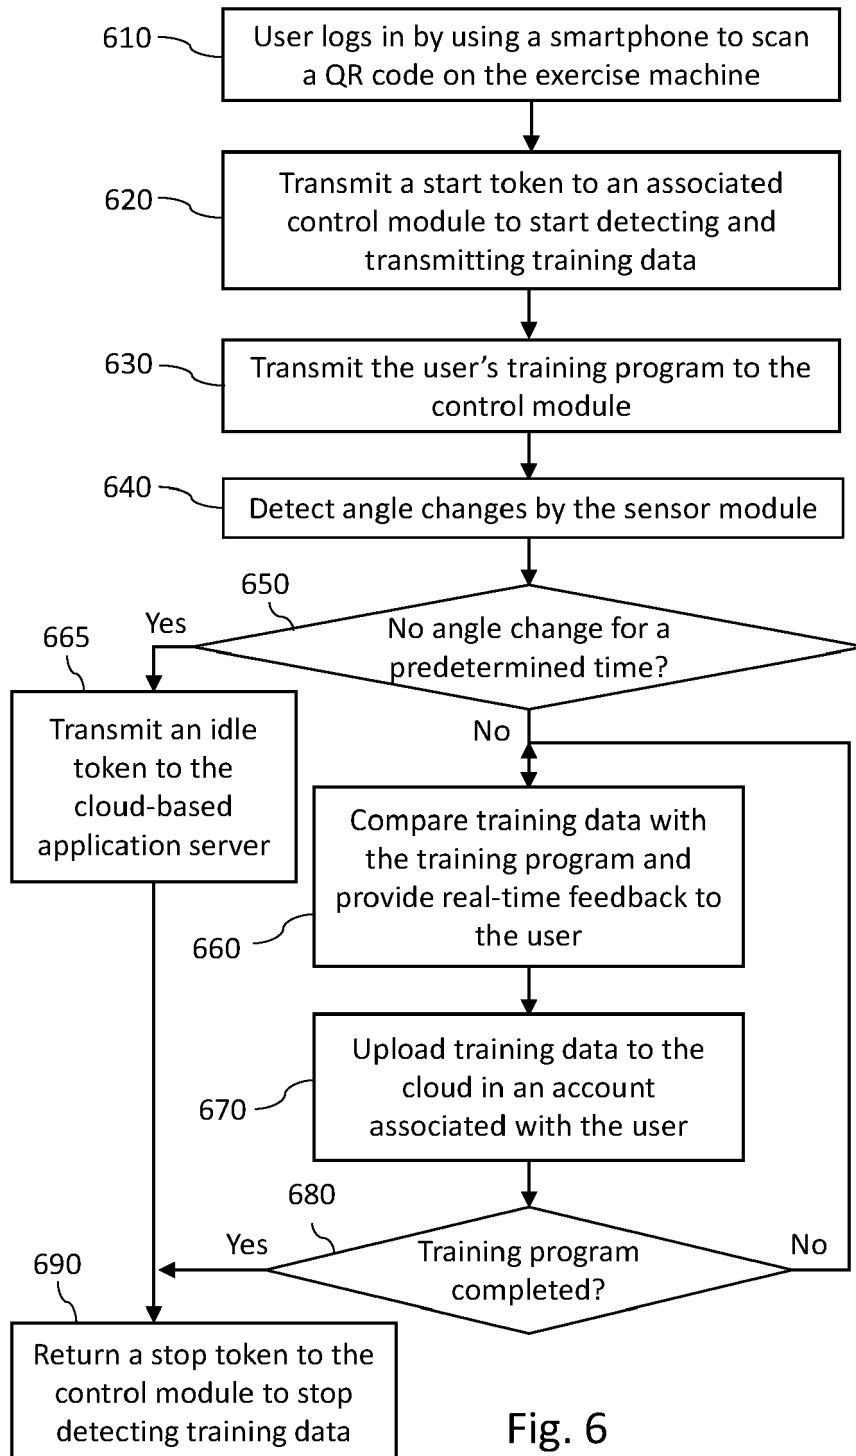 610
User logs in by using a smartphone to scan
a QR code on the exercise machine
620
Transmit a start token to an associated
control module to start detecting and
transmitting training data
630
Transmit the user's training program to the
control module
640
Detect angle changes by the sensor module
650
No angle change for a
predetermined time?
Yes
665
Transmit an idle
token to the
cloud-based
application server
No
Compare training data with
the training program and
provide real-time feedback to
the user
660
Upload training data to the
cloud in an account
associated with the user
670
680
Training program
completed?
Yes
No
690
Return a stop token to the
control module to stop
detecting training data
Fig. 6